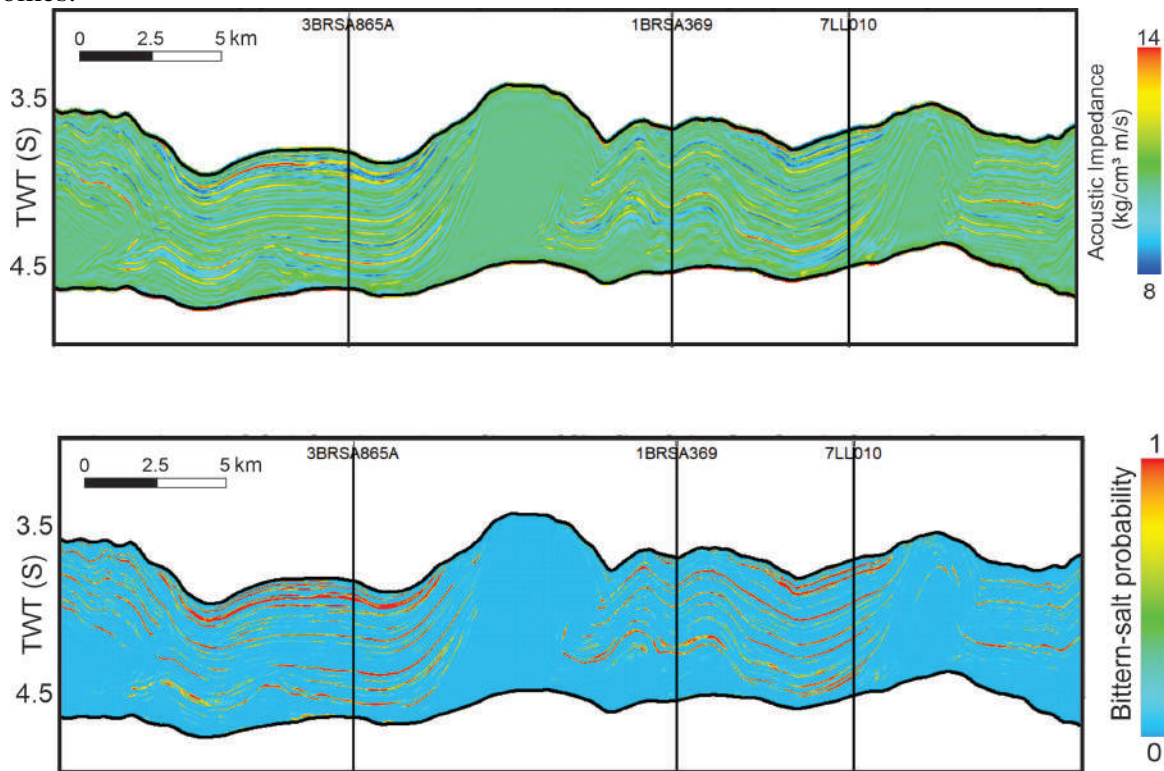 3BRSA865A 1BRSA369 7LL010
0 2.5 5 km
3.5
4.5
TWT (S)
14
8
Acoustic Impedance
(kg/cm³ m/s)
3BRSA865A 1BRSA369 7LL010
0 2.5 5 km
3.5
4.5
TWT (S)
1
0
Bittern-salt probability